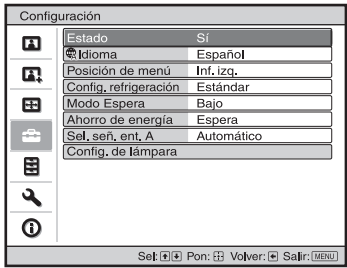 Configuración
Estado Sí
Idioma Español
Posición de menú Inf. izq.
Config. refrigeración Estándar
Modo Espera Bajo
Ahorro de energía Espera
Sel. señ. ent. A Automático
Config. de lámpara
Sel: Pon: Volver: Salir: MENU